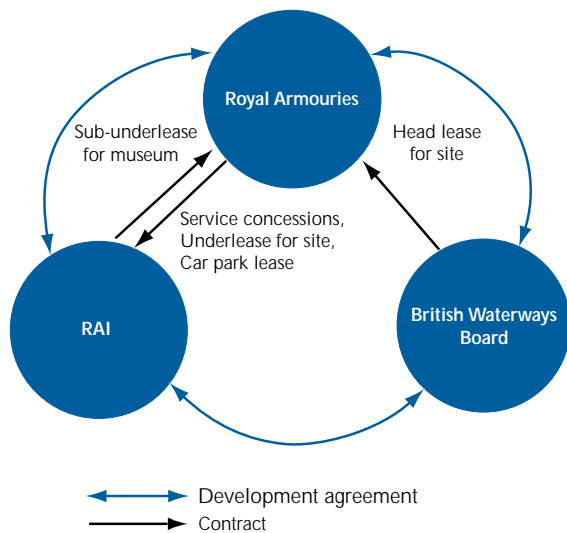 Royal Armouries
Sub-underlease
for museum
Head lease
for site
Service concessions,
Underlease for site,
Car park lease
RAI
British Waterways
Board
Development agreement
Contract